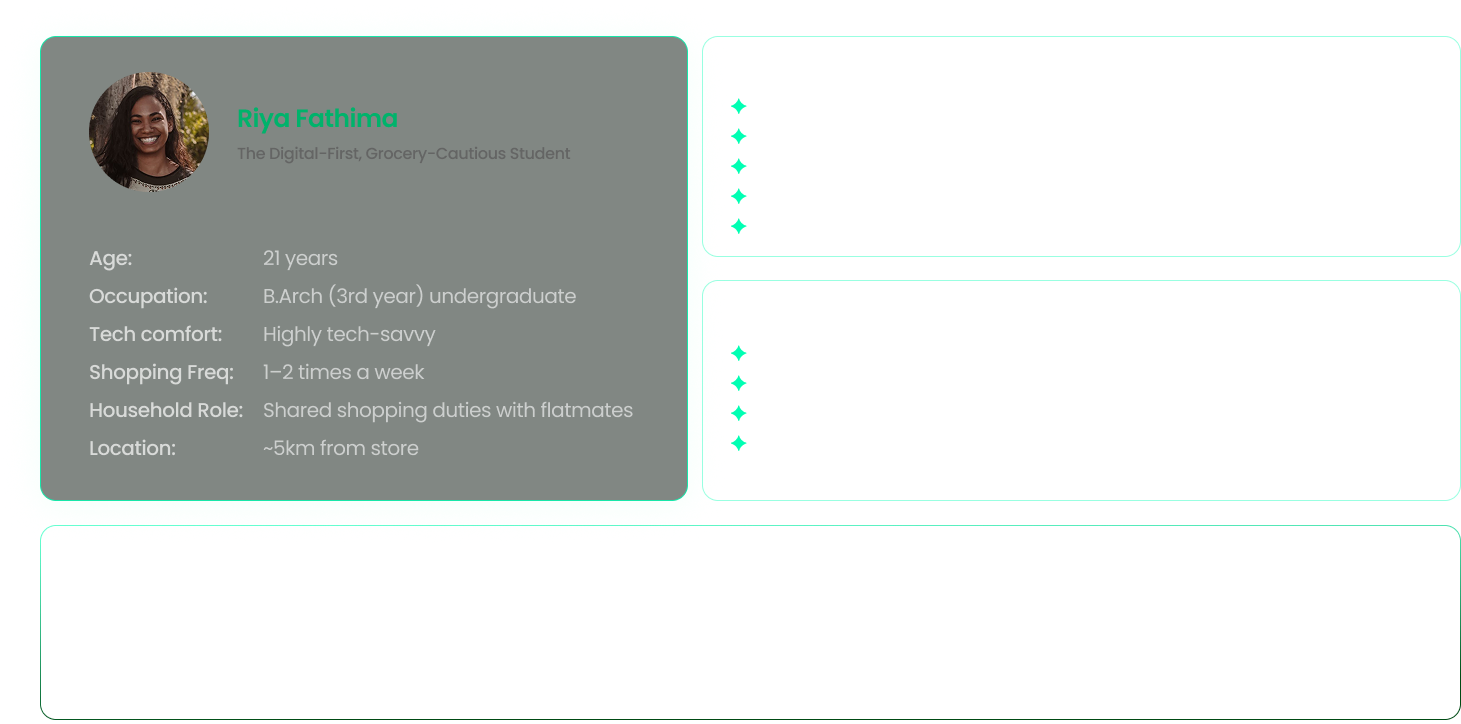 Riya Fathima
The Digital-First, Grocery-Cautious Student
Age: 21 years
Occupation: B.Arch (3rd year) undergraduate
Tech comfort: Highly tech-savvy
Shopping Freq: 1–2 times a week
Household Role: Shared shopping duties with flatmates
Location: ~5km from store